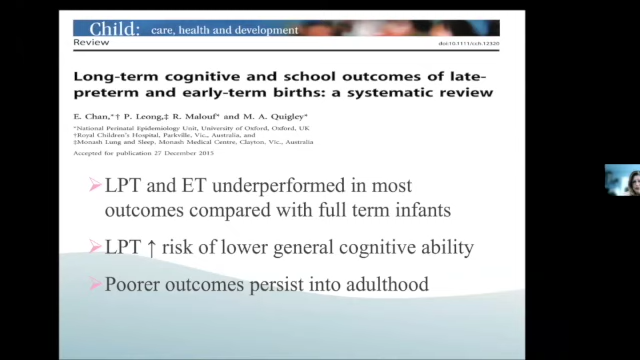 Child: care, health and development
Review
doi:10.1111/cch.12320
Long-term cognitive and school outcomes of late-
preterm and early-term births: a systematic review
E. Chan,*† P. Leong,‡ R. Malouf* and M. A. Quigley*
*National Perinatal Epidemiology Unit, University of Oxford, Oxford, UK
†Royal Children's Hospital, Parkville, Vic., Australia, and
‡Monash Lung and Sleep, Monash Medical Centre, Clayton, Vic., Australia
Accepted for publication 27 December 2015
LPT and ET underperformed in most
outcomes compared with full term infants
LPT ↑ risk of lower general cognitive ability
Poorer outcomes persist into adulthood